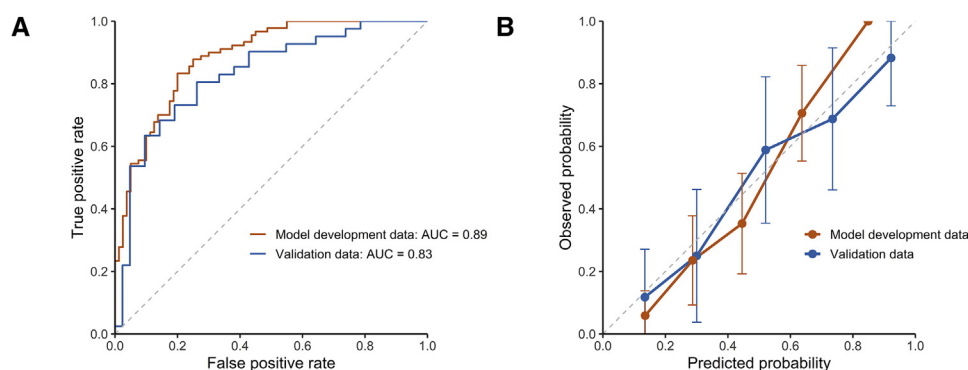 A
True positive rate
1.0
0.8
0.6
0.4
0.2
0.0
0.0 0.2 0.4 0.6 0.8 1.0
False positive rate
Model development data: AUC = 0.89
Validation data: AUC = 0.83
B
Observed probability
1.0
0.8
0.6
0.4
0.2
0.0
0.0 0.2 0.4 0.6 0.8 1.0
Predicted probability
Model development data
Validation data